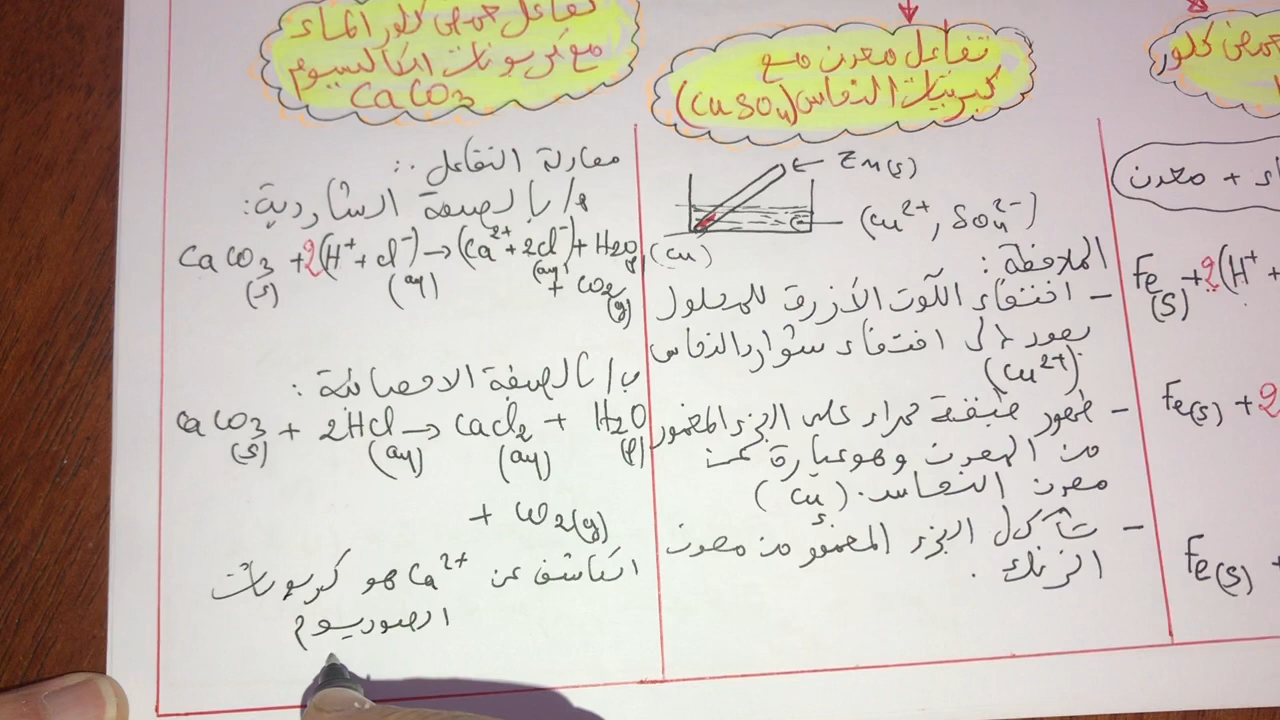 حمض كلور
ـاء + معدن
Fe(s) + 2(H⁺ +
Fe(s) + 2
Fe(s) +
تفاعل معدن مع
كبريتات النحاس (CuSO₄)
Zn(s)
(Cu²⁺, SO₄²⁻)
(Cu)
الملاحظة :
- اختفاء اللون الأزرق للمحلول
يعود إلى اختفاء شوارد النحاس
(Cu²⁺)
- ظهور طبقة حمراء على الجزء المغمور
من المعدن وهو عبارة عن
معدن النحاس. (Cu)
- تآكل الجزء المغمور من معدن
الزنك .
تفاعل حمض كلور الماء
مع كربونات الكالسيوم
CaCO₃
معادلة التفاعل :
أ/ بالصيغة الشاردية :
CaCO₃(s) + 2(H⁺ + Cl⁻)(aq) → (Ca²⁺ + 2Cl⁻)(aq) + H₂O(l)
+ CO₂(g)
ب/ بالصيغة الاحصائية :
CaCO₃(s) + 2HCl(aq) → CaCl₂(aq) + H₂O(l)
+ CO₂(g)
الكاشف عن Ca²⁺ هو كربونات
الصوديوم